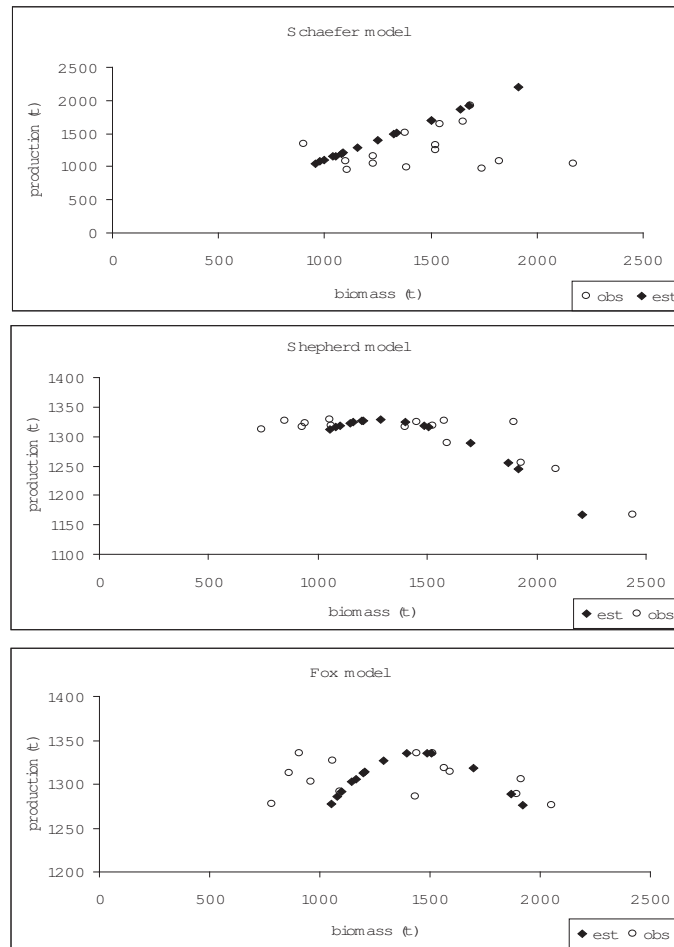 Schaefer model
2500
2000
1500
1000
500
0
production (t)
0 500 1000 1500 2000 2500
biomass (t)
obs est
Shepherd model
1400
1350
1300
1250
1200
1150
1100
production (t)
0 500 1000 1500 2000 2500
biomass (t)
est obs
Fox model
1400
1350
1300
1250
1200
production (t)
0 500 1000 1500 2000 2500
biomass (t)
est obs